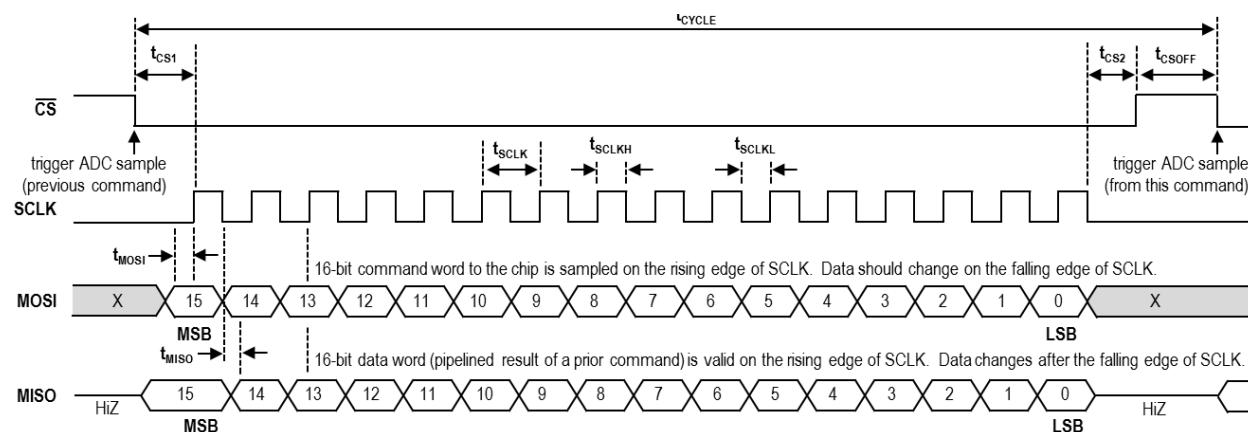 tCYCLE
tCS1
tCS2
tCSOFF
CS
tSCLK
tSCLKH
tSCLKL
trigger ADC sample
(previous command)
trigger ADC sample
(from this command)
SCLK
tMOSI
16-bit command word to the chip is sampled on the rising edge of SCLK. Data should change on the falling edge of SCLK.
MOSI X 15 14 13 12 11 10 9 8 7 6 5 4 3 2 1 0 X
MSB LSB
tMISO
16-bit data word (pipelined result of a prior command) is valid on the rising edge of SCLK. Data changes after the falling edge of SCLK.
MISO HiZ 15 14 13 12 11 10 9 8 7 6 5 4 3 2 1 0 HiZ
MSB LSB